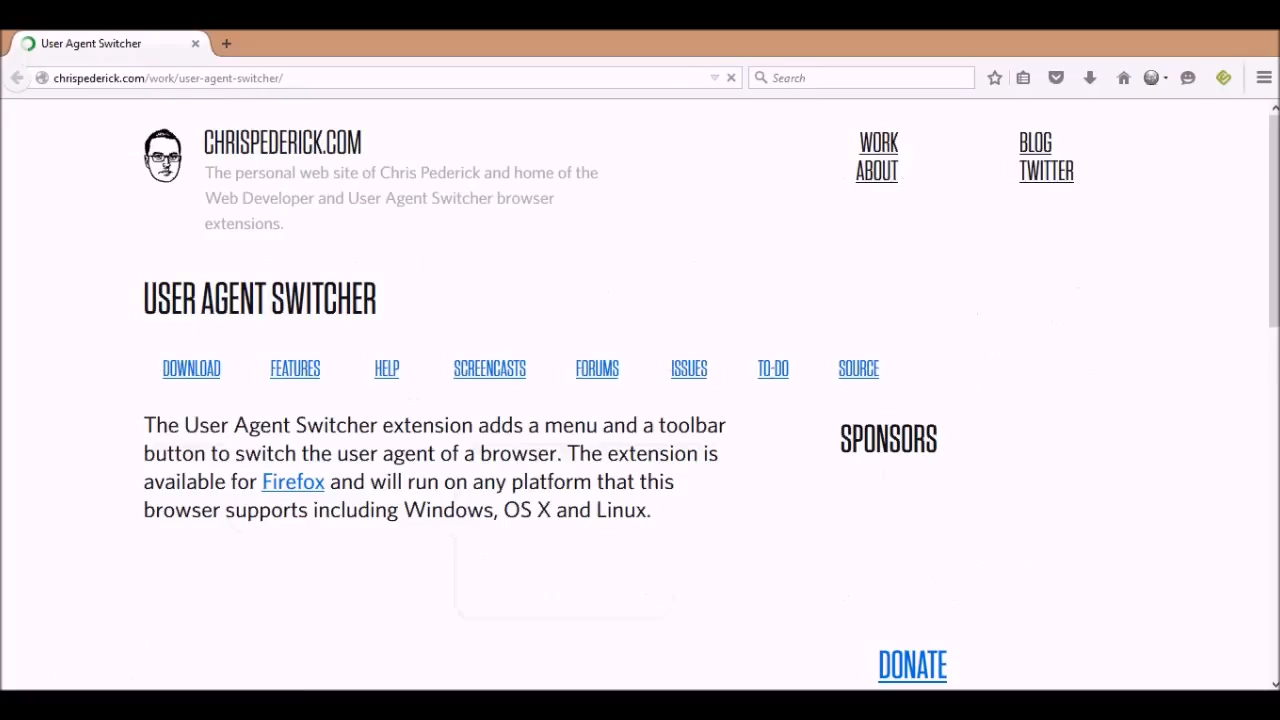 User Agent Switcher
chrispederick.com/work/user-agent-switcher/
Search
CHRISPEDERICK.COM
The personal web site of Chris Pederick and home of the
Web Developer and User Agent Switcher browser
extensions.
WORK
ABOUT
BLOG
TWITTER
USER AGENT SWITCHER
DOWNLOAD FEATURES HELP SCREENCASTS FORUMS ISSUES TO-DO SOURCE
The User Agent Switcher extension adds a menu and a toolbar
button to switch the user agent of a browser. The extension is
available for Firefox and will run on any platform that this
browser supports including Windows, OS X and Linux.
SPONSORS
DONATE